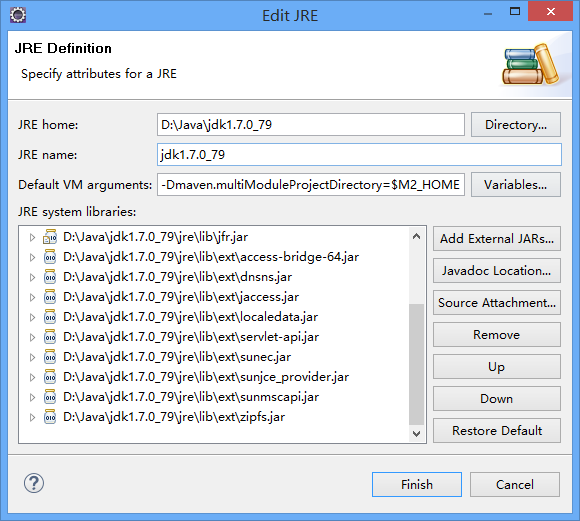 Edit JRE
JRE Definition
Specify attributes for a JRE
JRE home: D:\Java\jdk1.7.0_79 Directory...
JRE name: jdk1.7.0_79
Default VM arguments: -Dmaven.multiModuleProjectDirectory=$M2_HOME Variables...
JRE system libraries:
D:\Java\jdk1.7.0_79\jre\lib\jfr.jar Add External JARs...
D:\Java\jdk1.7.0_79\jre\lib\ext\access-bridge-64.jar
D:\Java\jdk1.7.0_79\jre\lib\ext\dnsns.jar Javadoc Location...
D:\Java\jdk1.7.0_79\jre\lib\ext\jaccess.jar
D:\Java\jdk1.7.0_79\jre\lib\ext\localedata.jar Source Attachment...
D:\Java\jdk1.7.0_79\jre\lib\ext\servlet-api.jar Remove
D:\Java\jdk1.7.0_79\jre\lib\ext\sunec.jar Up
D:\Java\jdk1.7.0_79\jre\lib\ext\sunjce_provider.jar
D:\Java\jdk1.7.0_79\jre\lib\ext\sunmscapi.jar Down
D:\Java\jdk1.7.0_79\jre\lib\ext\zipfs.jar Restore Default
? Finish Cancel